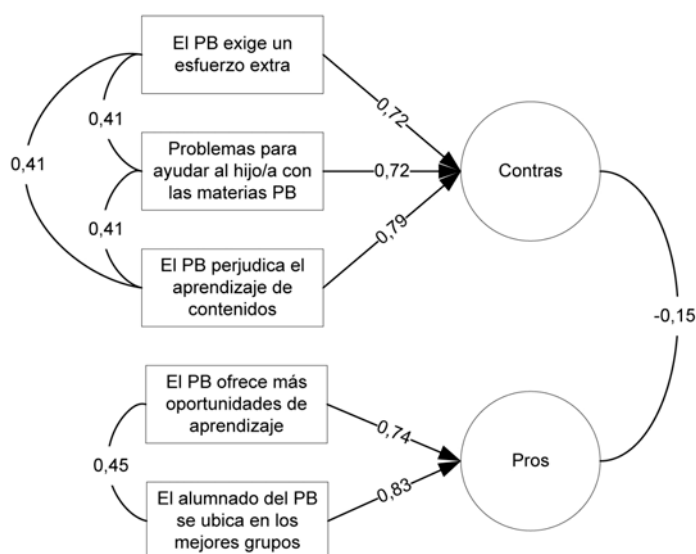 El PB exige un
esfuerzo extra
0,41
0,72
0,41
Problemas para
ayudar al hijo/a con
las materias PB
0,72
Contras
0,41
0,79
El PB perjudica el
aprendizaje de
contenidos
-0,15
El PB ofrece más
oportunidades de
aprendizaje
0,74
0,45
Pros
0,83
El alumnado del PB
se ubica en los
mejores grupos